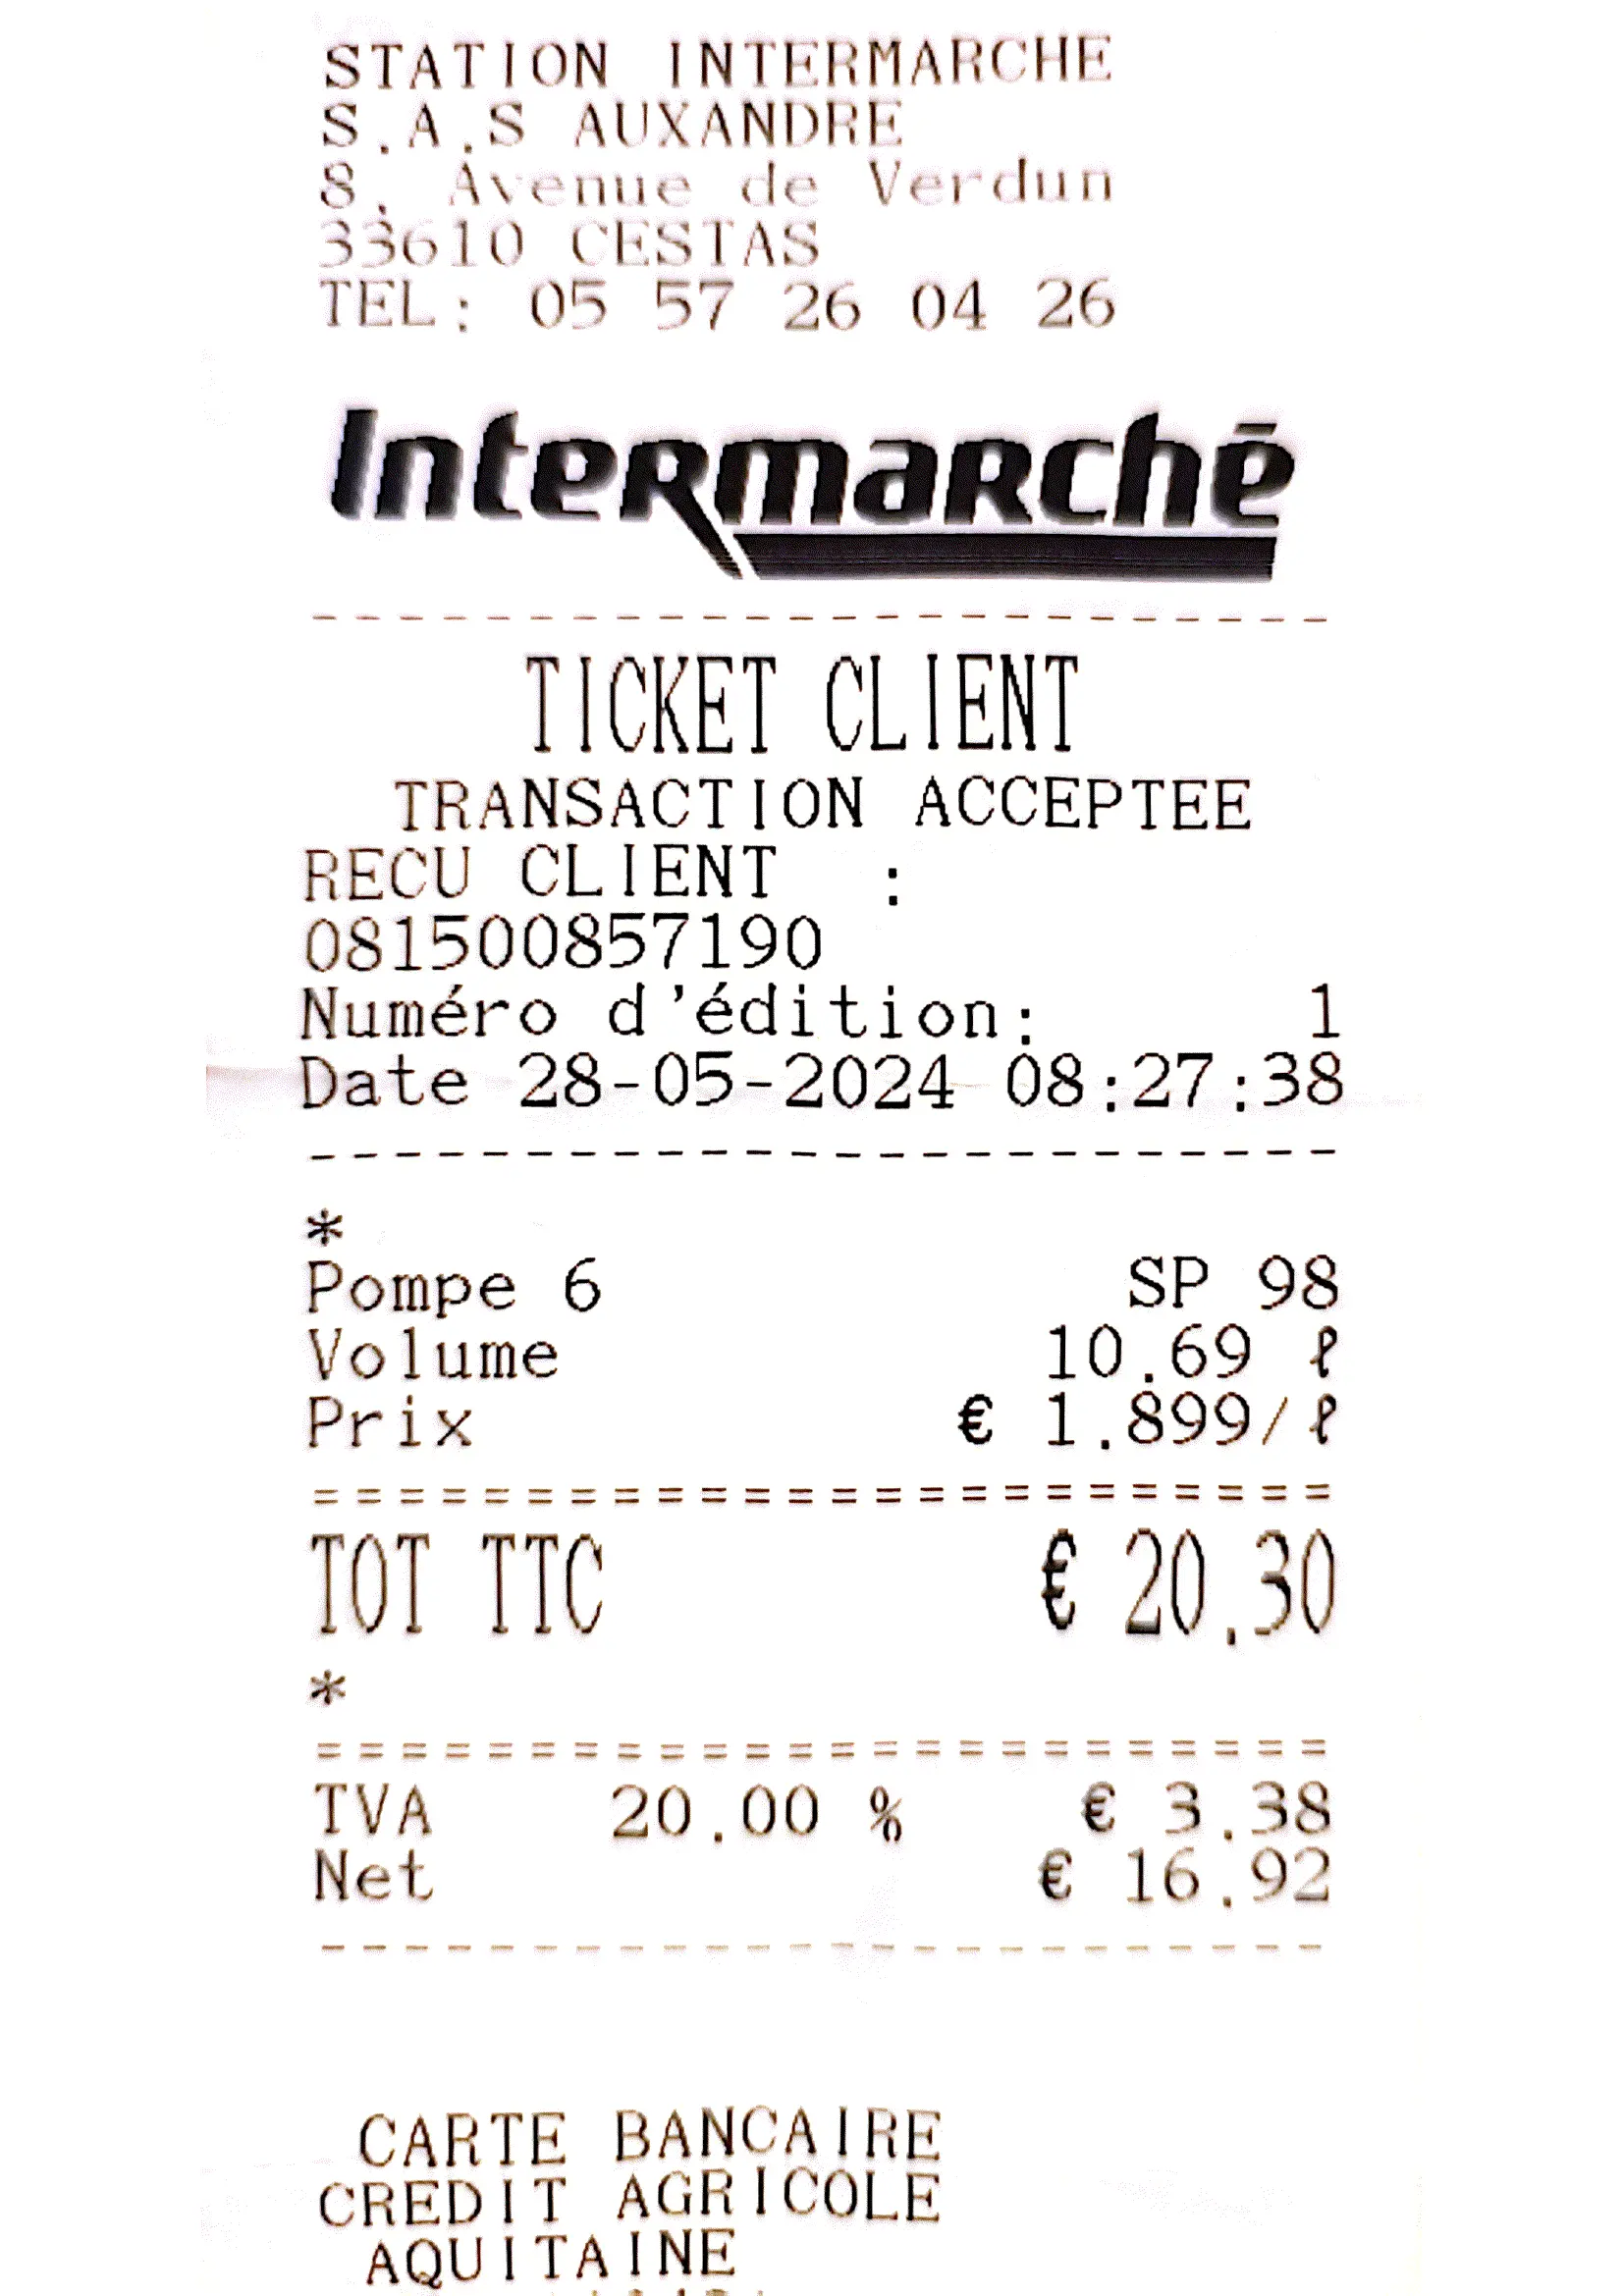 STATION INTERMARCHE
S.A.S AUXANDRE
8, Avenue de Verdun
33610 CESTAS
TEL: 05 57 26 04 26
Intermarché
------------------------
TICKET CLIENT
TRANSACTION ACCEPTEE
RECU CLIENT :
081500857190
Numéro d'édition: 1
Date 28-05-2024 08:27:38
------------------------
*
Pompe 6 SP 98
Volume 10.69 ℓ
Prix € 1.899/ℓ
========================
TOT TTC € 20.30
*
========================
TVA 20.00 % € 3.38
Net € 16.92
------------------------
CARTE BANCAIRE
CREDIT AGRICOLE
AQUITAINE